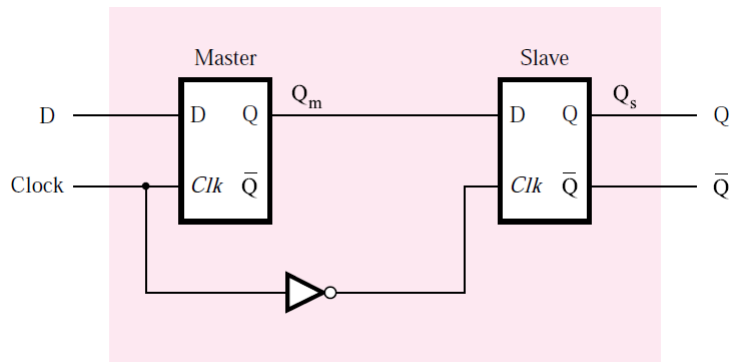 Master Slave
D D Q Qm D Q Qs Q
Clock Clk Q̅ Clk Q̅ Q̅